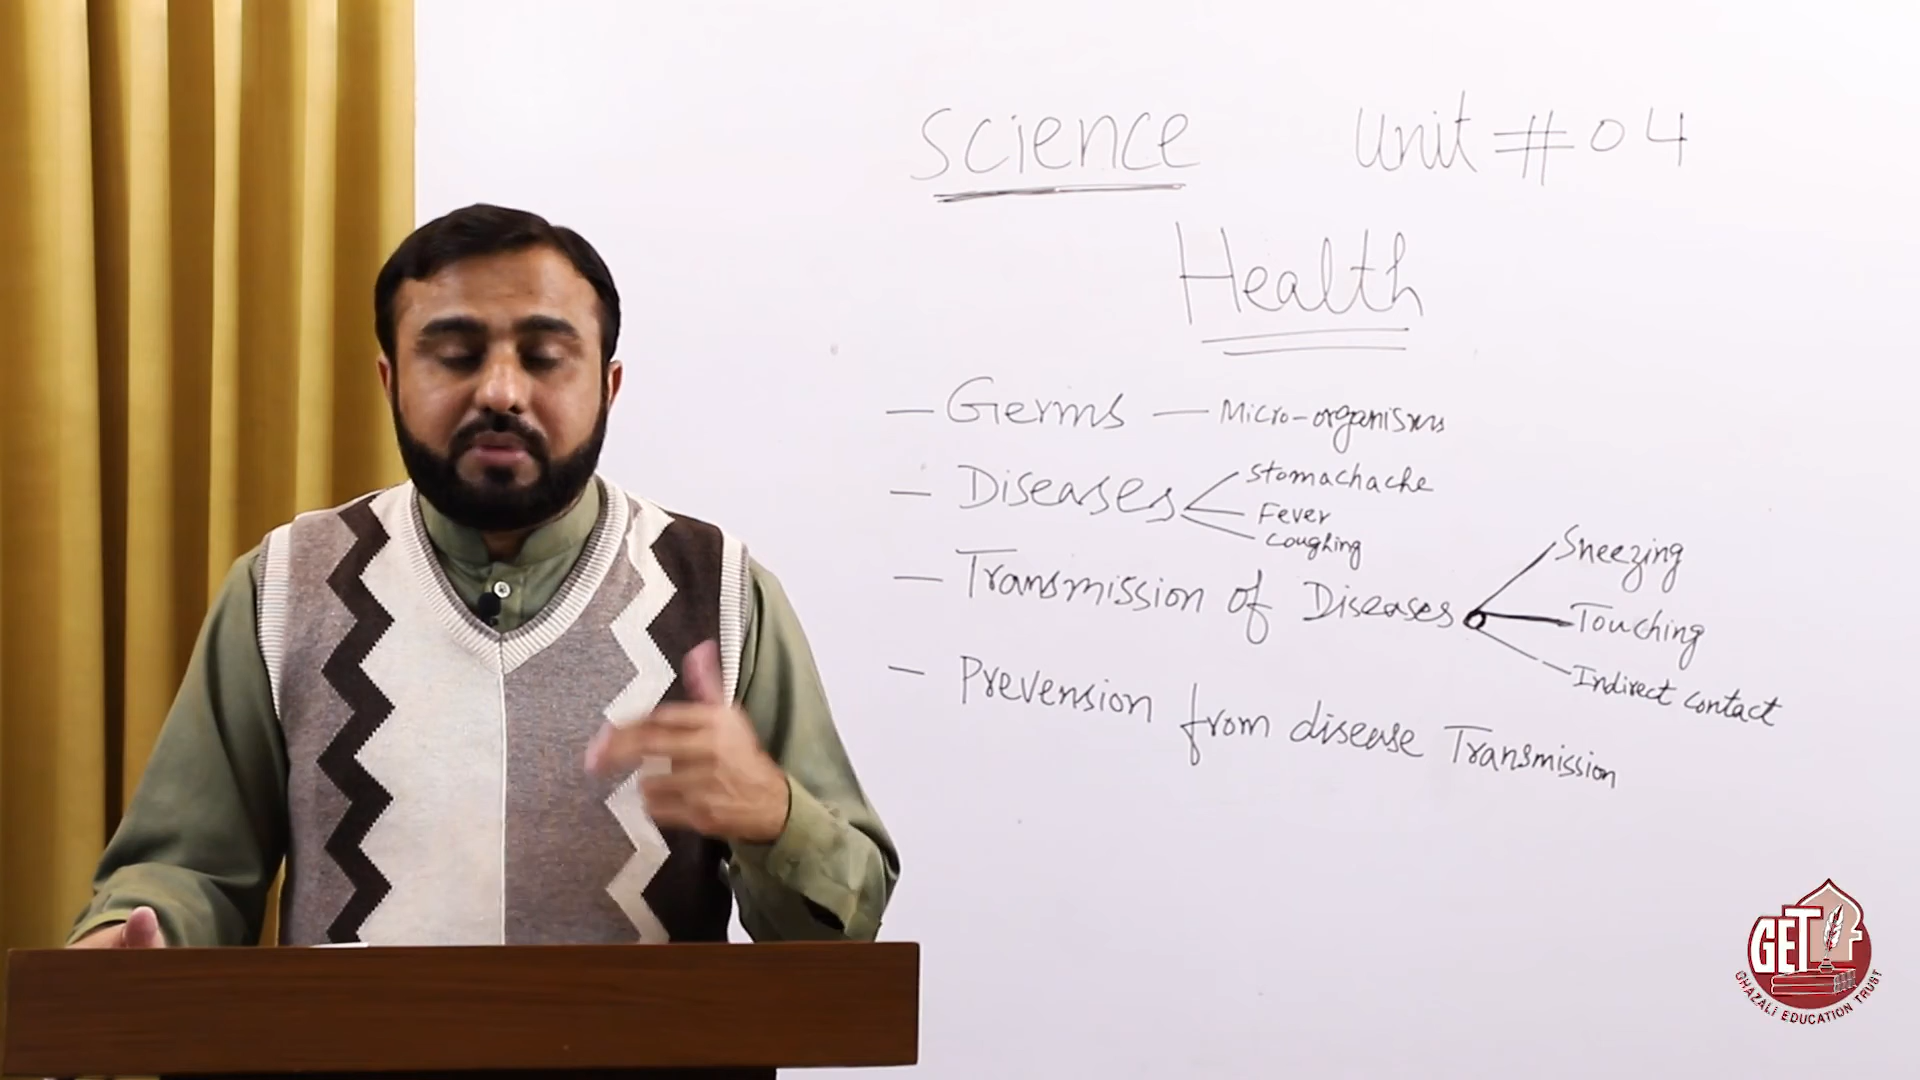 Science Unit # 04
Health
— Germs — Micro-organisms
— Diseases
Stomachache
Fever
Coughing
— Transmission of Diseases
Sneezing
Touching
Indirect contact
— Prevension from disease Transmission
GET
GHAZALI EDUCATION TRUST